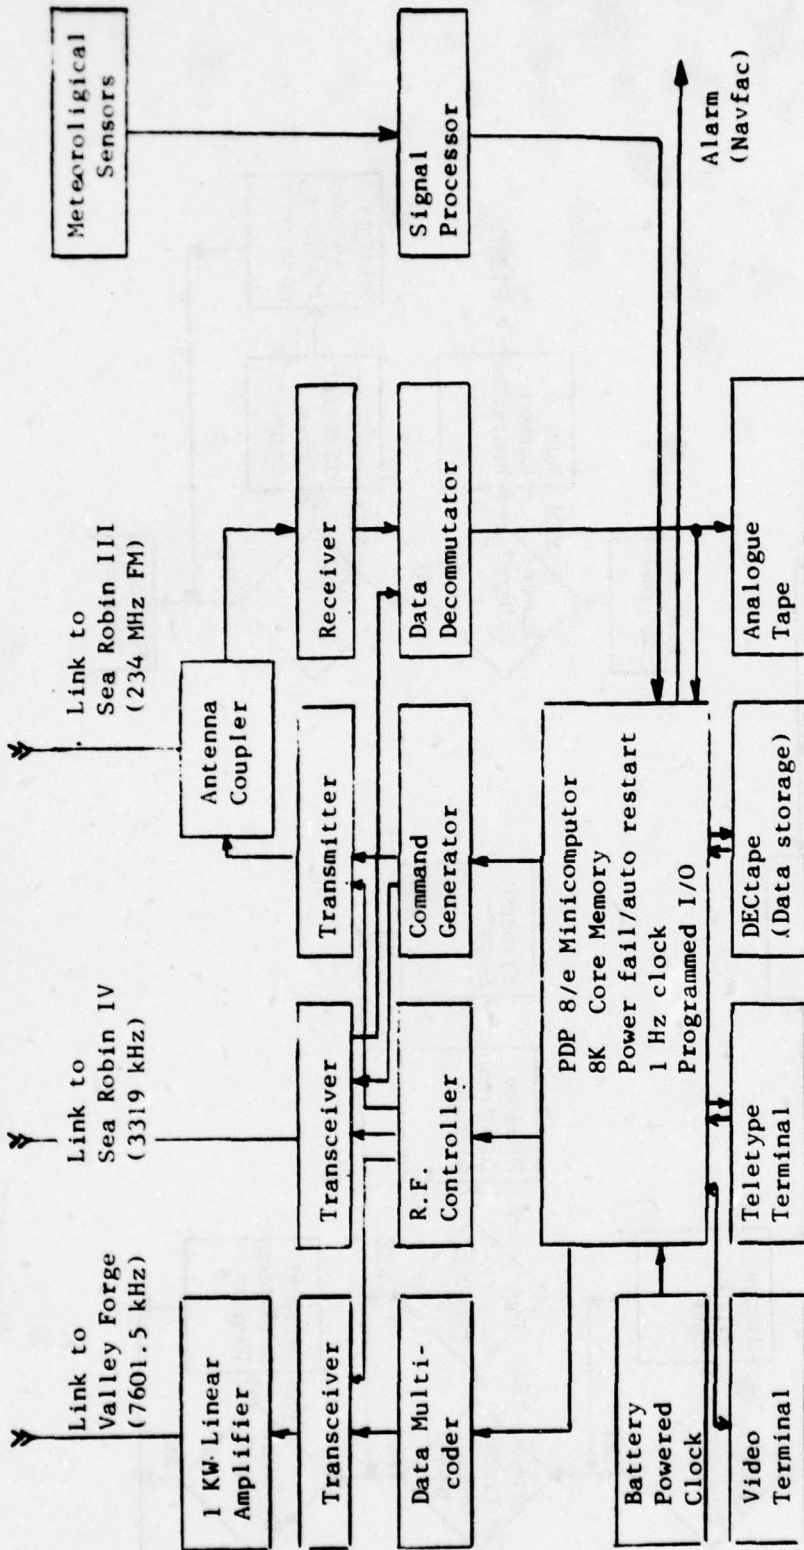 Link to
Valley Forge
(7601.5 kHz)
Link to
Sea Robin IV
(3319 kHz)
Link to
Sea Robin III
(234 MHz FM)
Meteoroligical
Sensors
1 KW Linear
Amplifier
Antenna
Coupler
Transceiver
Transceiver
Transmitter
Receiver
Data Multi-
coder
R.F.
Controller
Command
Generator
Data
Decommutator
Signal
Processor
PDP 8/e Minicomputor
8K Core Memory
Power fail/auto restart
1 Hz clock
Programmed I/O
Alarm
(Navfac)
Battery
Powered
Clock
Video
Terminal
Teletype
Terminal
DECtape
(Data storage)
Analogue
Tape